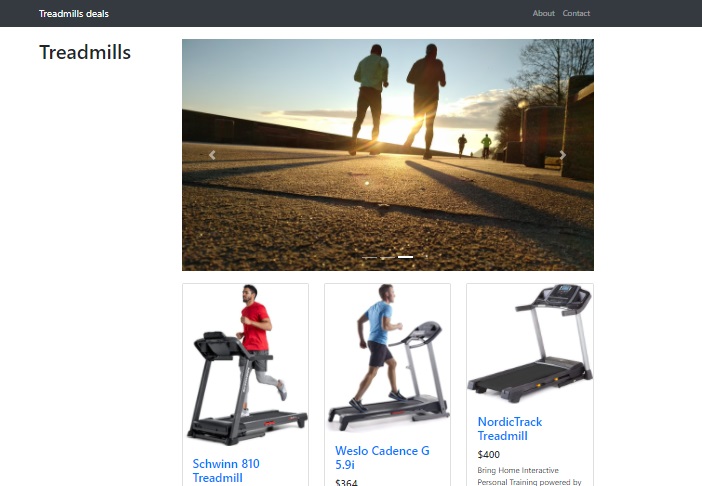 Treadmills deals
About Contact
Treadmills
Schwinn 810
Treadmill
Weslo Cadence G
5.9i
$364
NordicTrack
Treadmill
$400
Bring Home Interactive
Personal Training powered by